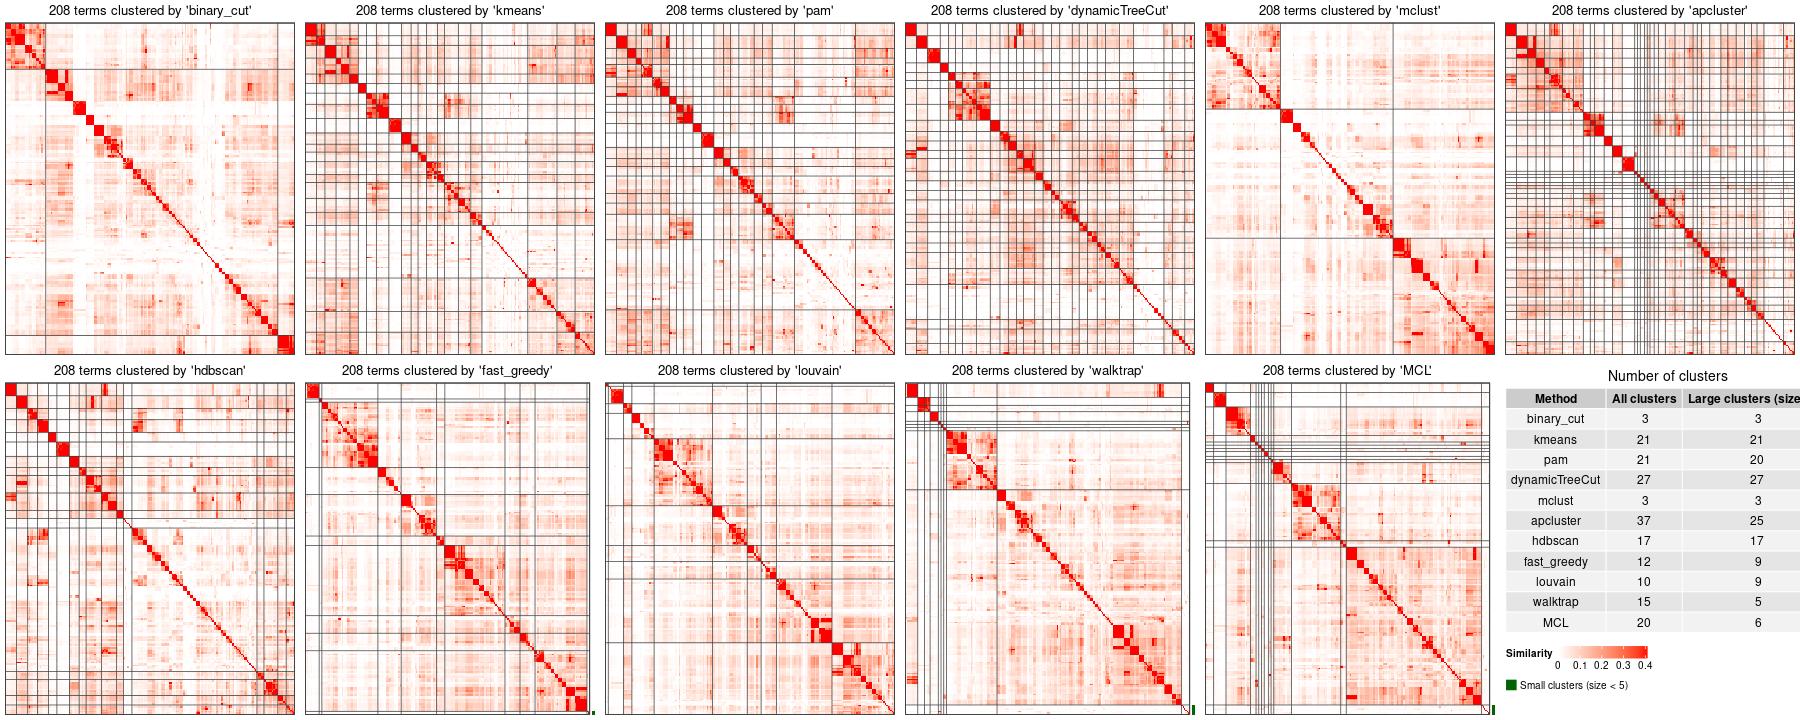 208 terms clustered by 'binary_cut'
208 terms clustered by 'kmeans'
208 terms clustered by 'pam'
208 terms clustered by 'dynamicTreeCut'
208 terms clustered by 'mclust'
208 terms clustered by 'apcluster'
208 terms clustered by 'hdbscan'
208 terms clustered by 'fast_greedy'
208 terms clustered by 'louvain'
208 terms clustered by 'walktrap'
208 terms clustered by 'MCL'
Number of clusters
Method All clusters Large clusters (size
binary_cut 3 3
kmeans 21 21
pam 21 20
dynamicTreeCut 27 27
mclust 3 3
apcluster 37 25
hdbscan 17 17
fast_greedy 12 9
louvain 10 9
walktrap 15 5
MCL 20 6
Similarity
0 0.1 0.2 0.3 0.4
Small clusters (size < 5)